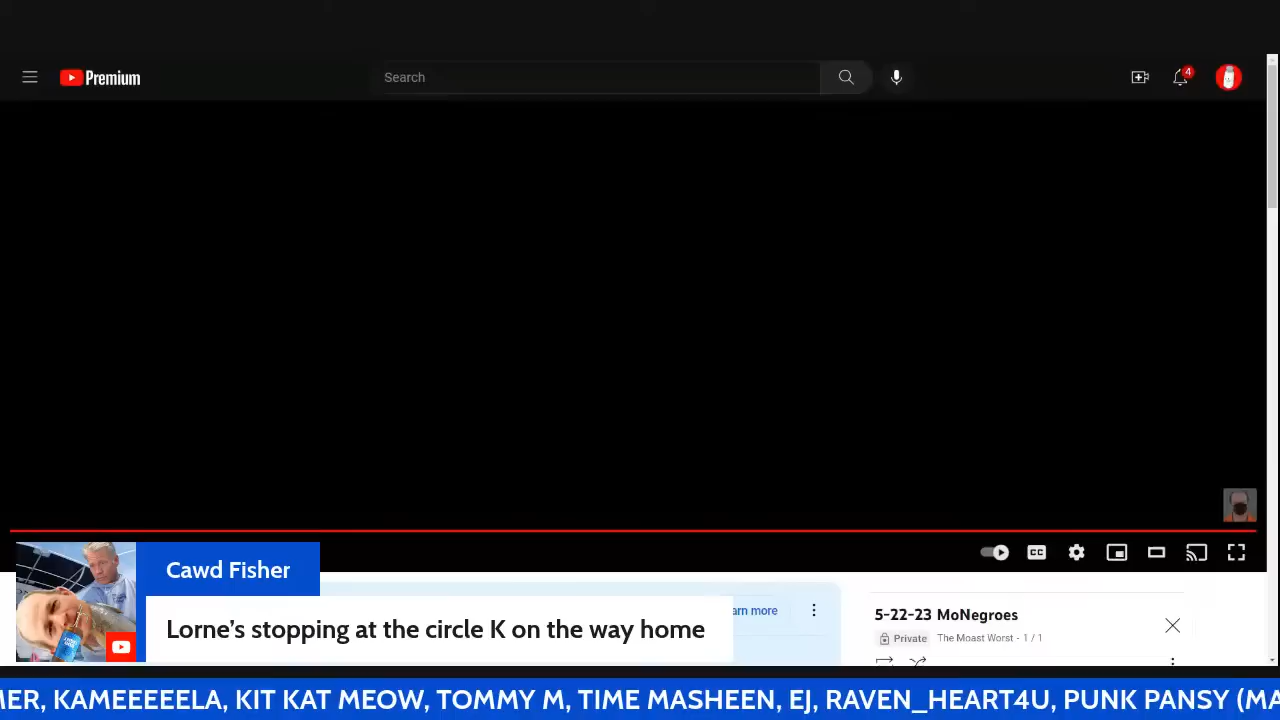 Premium
Search
4
CC
Cawd Fisher
Lorne's stopping at the circle K on the way home
arn more
5-22-23 MoNegroes
Private The Moast Worst - 1 / 1
MER, KAMEEEEELA, KIT KAT MEOW, TOMMY M, TIME MASHEEN, EJ, RAVEN_HEART4U, PUNK PANSY (MA